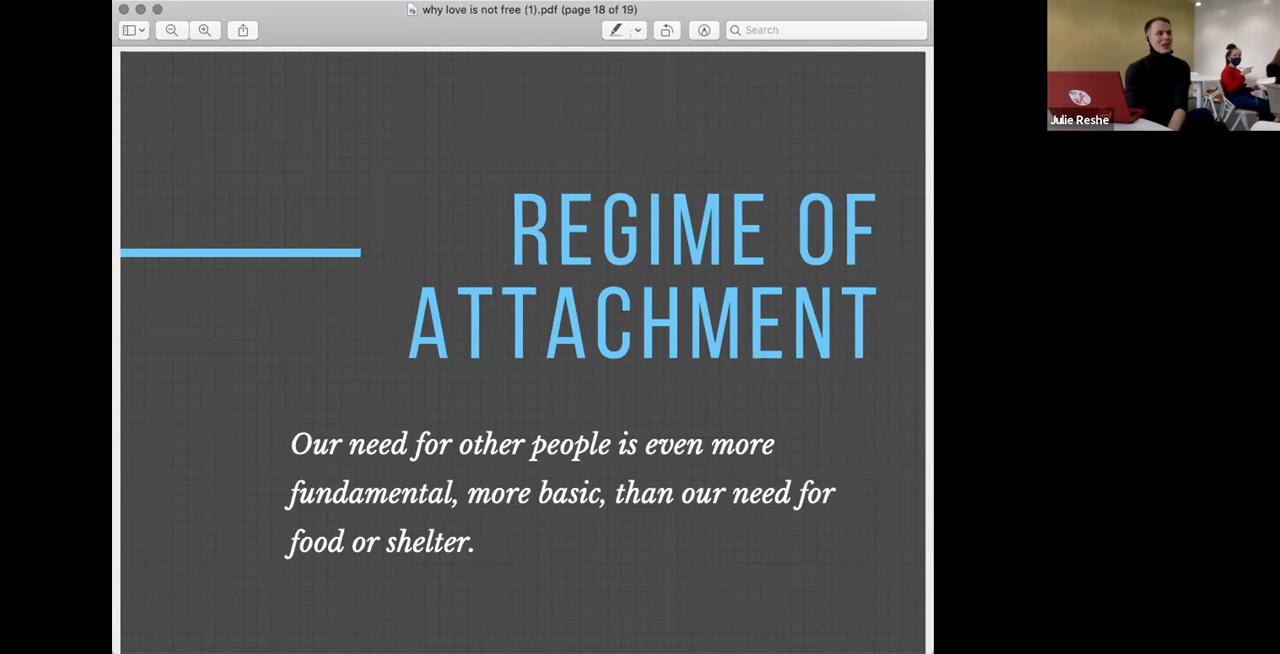 why love is not free (1).pdf (page 18 of 19)
Search
Julie Reshe
REGIME OF
ATTACHMENT
Our need for other people is even more
fundamental, more basic, than our need for
food or shelter.